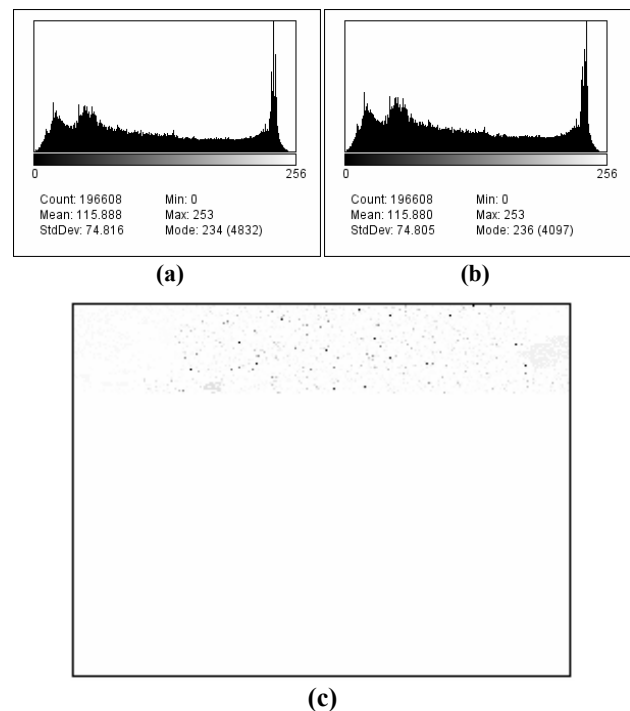 0 256
Count: 196608 Min: 0
Mean: 115.888 Max: 253
StdDev: 74.816 Mode: 234 (4832)
(a)
0 256
Count: 196608 Min: 0
Mean: 115.880 Max: 253
StdDev: 74.805 Mode: 236 (4097)
(b)
(c)